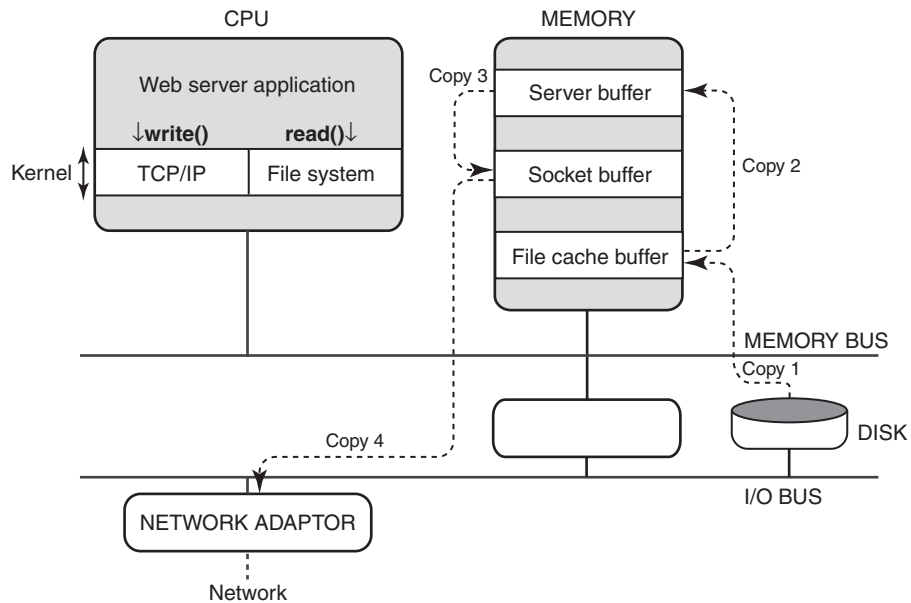 CPU
MEMORY
Web server application
↓write() read()↓
Kernel
TCP/IP
File system
Copy 3
Server buffer
Socket buffer
File cache buffer
Copy 2
MEMORY BUS
Copy 1
DISK
Copy 4
I/O BUS
NETWORK ADAPTOR
Network